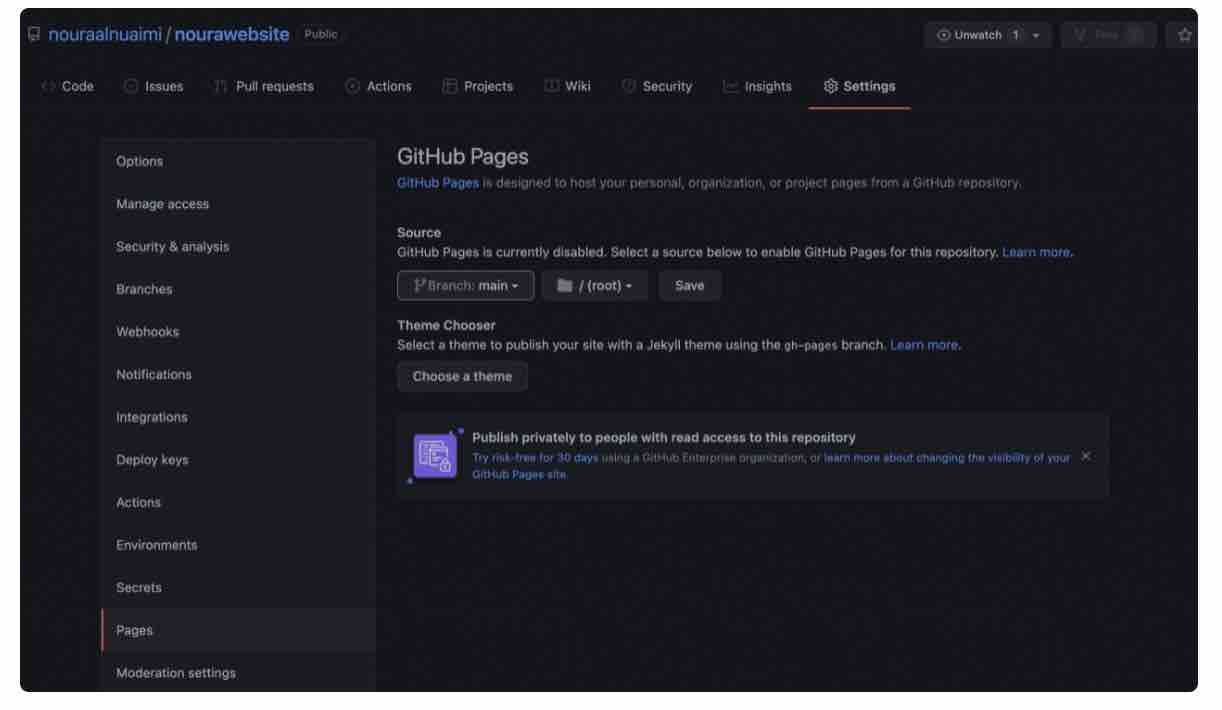 nouraalnuaimi / nourawebsite Public
Unwatch 1
Code Issues Pull requests Actions Projects Wiki Security Insights Settings
Options
Manage access
Security & analysis
Branches
Webhooks
Notifications
Integrations
Deploy keys
Actions
Environments
Secrets
Pages
Moderation settings
GitHub Pages
GitHub Pages is designed to host your personal, organization, or project pages from a GitHub repository.
Source
GitHub Pages is currently disabled. Select a source below to enable GitHub Pages for this repository. Learn more.
Branch: main / (root) Save
Theme Chooser
Select a theme to publish your site with a Jekyll theme using the gh-pages branch. Learn more.
Choose a theme
Publish privately to people with read access to this repository
Try risk-free for 30 days using a GitHub Enterprise organization, or learn more about changing the visibility of your
GitHub Pages site.